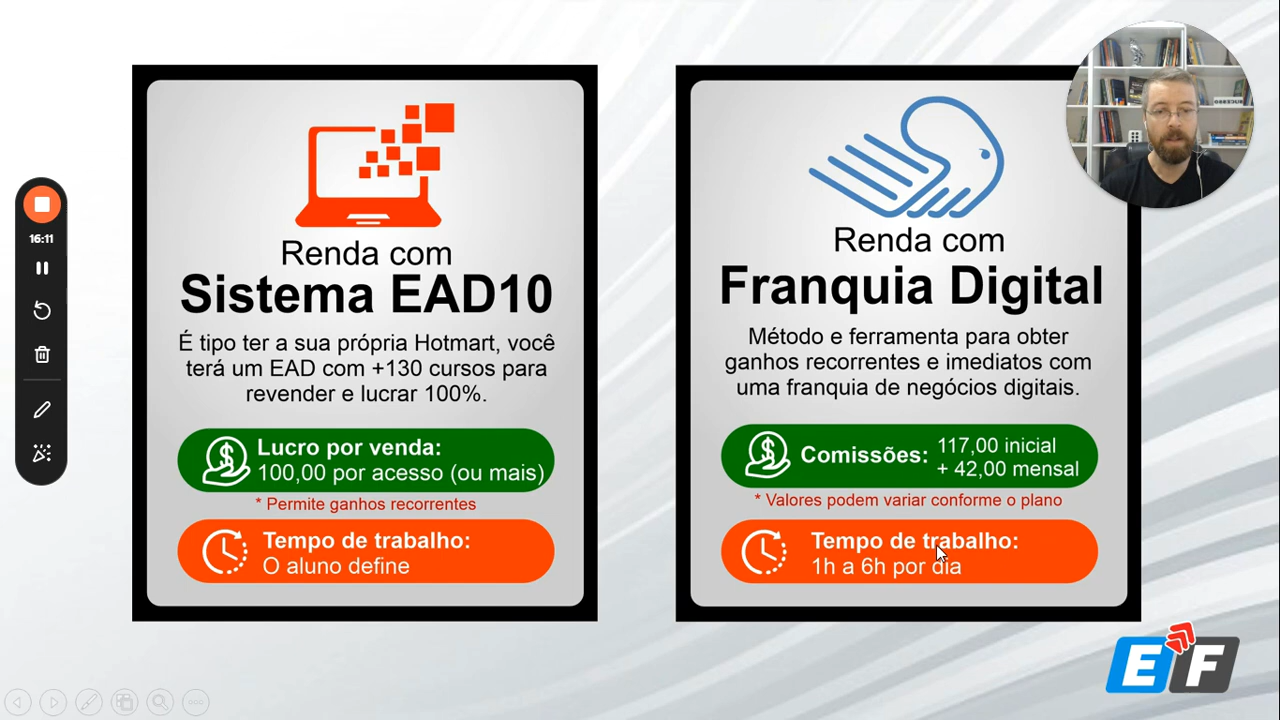 16:11
Renda com
Sistema EAD10
É tipo ter a sua própria Hotmart, você
terá um EAD com +130 cursos para
revender e lucrar 100%.
Lucro por venda:
100,00 por acesso (ou mais)
* Permite ganhos recorrentes
Tempo de trabalho:
O aluno define
Renda com
Franquia Digital
Método e ferramenta para obter
ganhos recorrentes e imediatos com
uma franquia de negócios digitais.
Comissões: 117,00 inicial
+ 42,00 mensal
* Valores podem variar conforme o plano
Tempo de trabalho:
1h a 6h por dia
EF